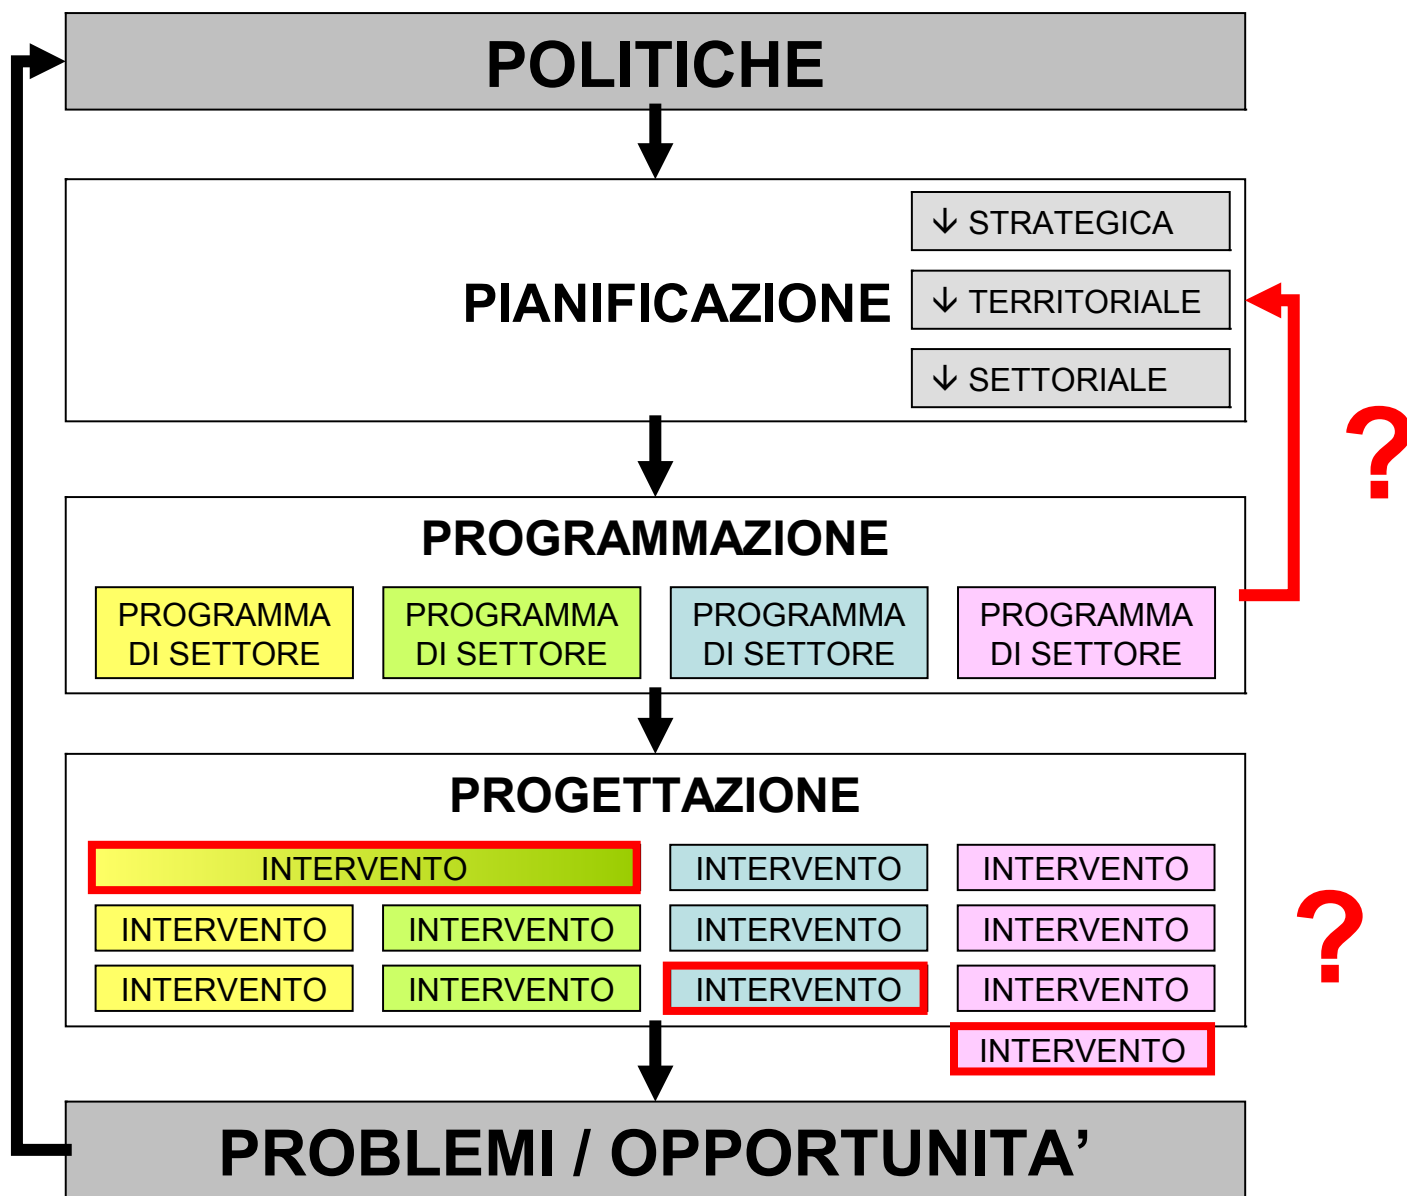 POLITICHE
↓ STRATEGICA
PIANIFICAZIONE
↓ TERRITORIALE
↓ SETTORIALE
?
PROGRAMMAZIONE
PROGRAMMA
DI SETTORE
PROGRAMMA
DI SETTORE
PROGRAMMA
DI SETTORE
PROGRAMMA
DI SETTORE
PROGETTAZIONE
INTERVENTO
INTERVENTO
INTERVENTO
INTERVENTO
INTERVENTO
INTERVENTO
INTERVENTO
?
INTERVENTO
INTERVENTO
INTERVENTO
INTERVENTO
INTERVENTO
PROBLEMI / OPPORTUNITA’